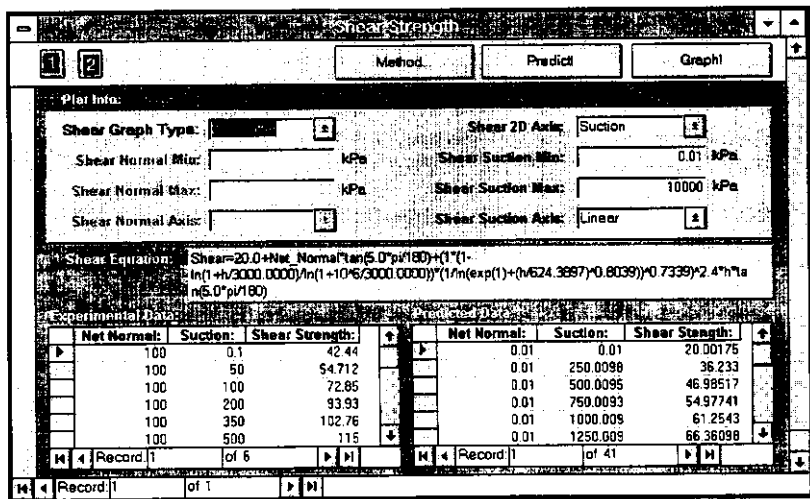 Shear Strength
1 2 Method... Predict! Graph!
Plot Info:
Shear Graph Type: Shear 2D Axis: Suction
Shear Normal Min: kPa Shear Suction Min: 0.01 kPa
Shear Normal Max: kPa Shear Suction Max: 10000 kPa
Shear Normal Axis: Shear Suction Axis: Linear
Shear Equation: Shear=20.0+Net_Normal*tan(5.0*pi/180)+(1*(1-
ln(1+h/3000.0000)/ln(1+10^6/3000.0000))*(1/ln(exp(1)+(h/624.3897)^0.8039))^0.7339)^2.4*h*ta
n(5.0*pi/180)
Experimental Data: Predicted Data:
Net Normal: Suction: Shear Strength: Net Normal: Suction: Shear Stength:
100 0.1 42.44 0.01 0.01 20.00175
100 50 54.712 0.01 250.0098 36.233
100 100 72.85 0.01 500.0095 46.98517
100 200 93.93 0.01 750.0093 54.97741
100 350 102.76 0.01 1000.009 61.2543
100 500 115 0.01 1250.009 66.36098
Record: 1 of 6 Record: 1 of 41
Record: 1 of 1